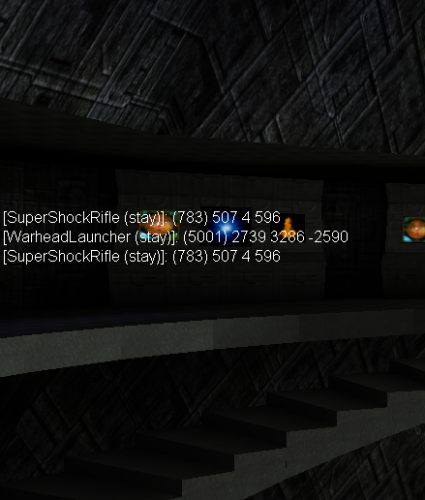 [SuperShockRifle (stay)]: (783) 507 4 596
[WarheadLauncher (stay)]: (5001) 2739 3286 -2590
[SuperShockRifle (stay)]: (783) 507 4 596